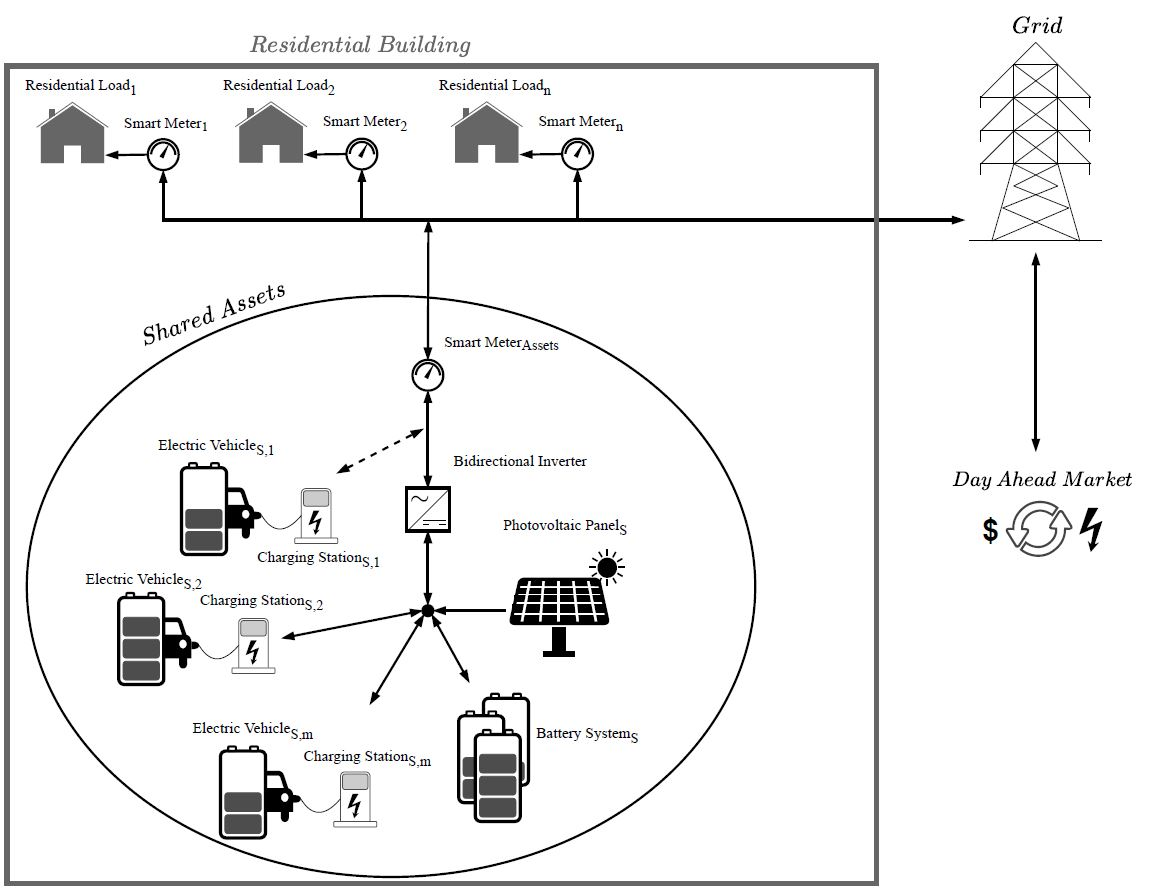 Grid
Residential Building
Residential Load1
Residential Load2
Residential Loadn
Smart Meter1
Smart Meter2
Smart Metern
Shared Assets
Smart MeterAssets
Electric VehicleS,1
Bidirectional Inverter
Day Ahead Market
$
Photovoltaic PanelS
Charging StationS,1
Electric VehicleS,2
Charging StationS,2
Electric VehicleS,m
Battery SystemsS
Charging StationS,m